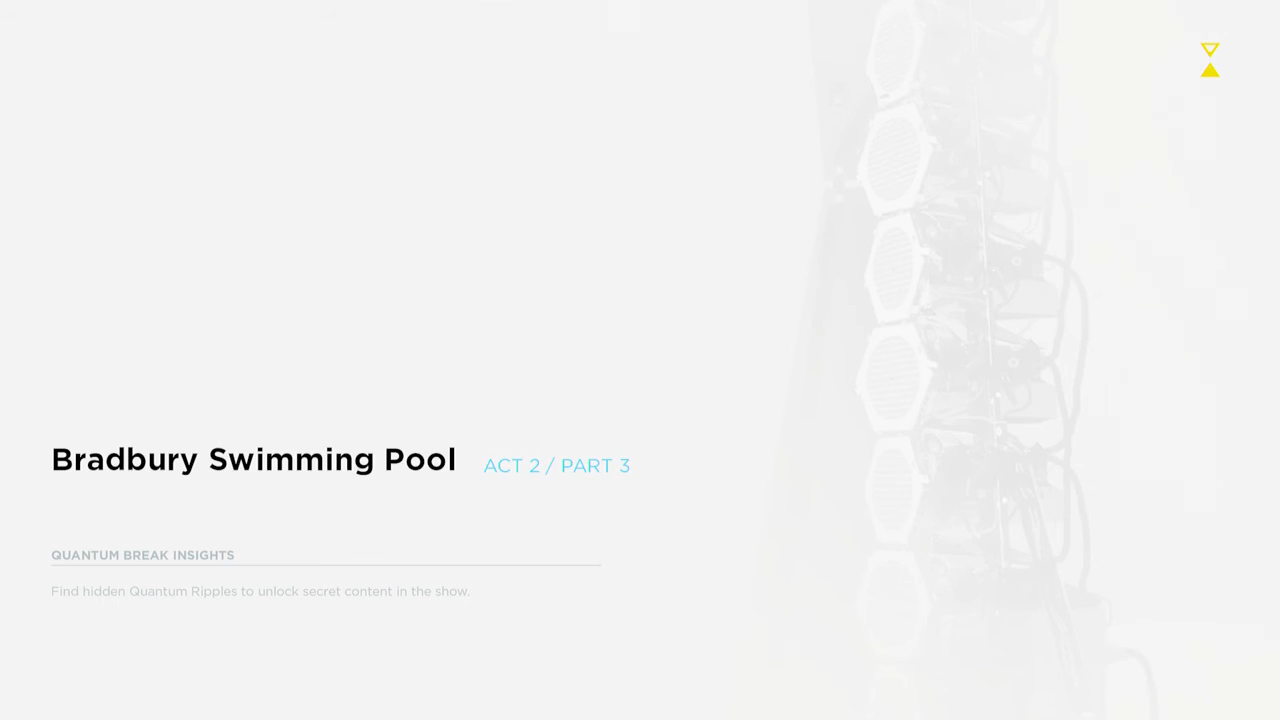 Bradbury Swimming Pool ACT 2 / PART 3
QUANTUM BREAK INSIGHTS
Find hidden Quantum Ripples to unlock secret content in the show.